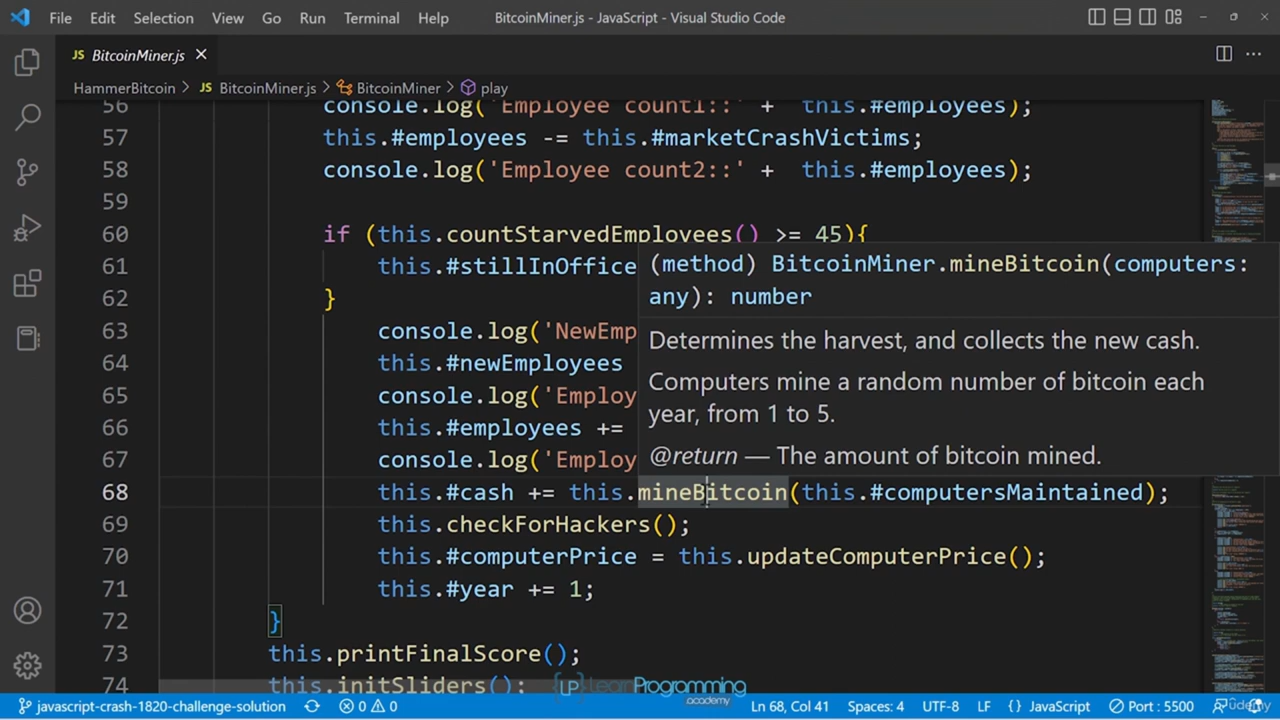 File Edit Selection View Go Run Terminal Help BitcoinMiner.js - JavaScript - Visual Studio Code
JS BitcoinMiner.js
HammerBitcoin > JS BitcoinMiner.js > BitcoinMiner > play
56 console.log('Employee count1::' + this.#employees);
57 this.#employees -= this.#marketCrashVictims;
58 console.log('Employee count2::' + this.#employees);
59
60 if (this.countStarvedEmployees() >= 45){
61 this.#stillInOffice
62 }
63 console.log('NewEmp
64 this.#newEmployees
65 console.log('Employ
66 this.#employees +=
67 console.log('Employ
68 this.#cash += this.mineBitcoin(this.#computersMaintained);
69 this.checkForHackers();
70 this.#computerPrice = this.updateComputerPrice();
71 this.#year += 1;
72 }
73 this.printFinalScore();
74 this.initSliders();
(method) BitcoinMiner.mineBitcoin(computers:
any): number
Determines the harvest, and collects the new cash.
Computers mine a random number of bitcoin each
year, from 1 to 5.
@return — The amount of bitcoin mined.
LP LearnProgramming
academy
javascript-crash-1820-challenge-solution 0 0 Ln 68, Col 41 Spaces: 4 UTF-8 LF {} JavaScript Port : 5500
udemy